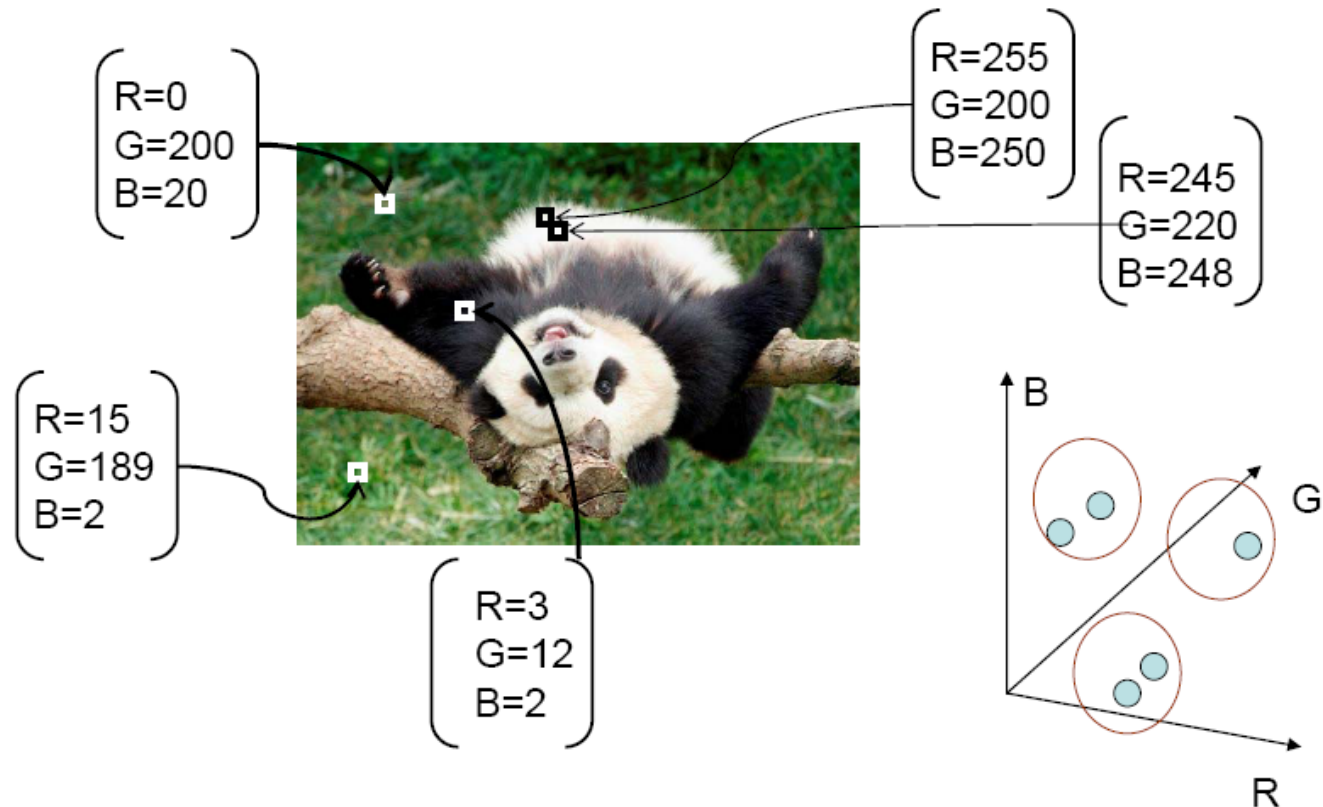 R=0
G=200
B=20
R=255
G=200
B=250
R=245
G=220
B=248
R=15
G=189
B=2
R=3
G=12
B=2
B
G
R